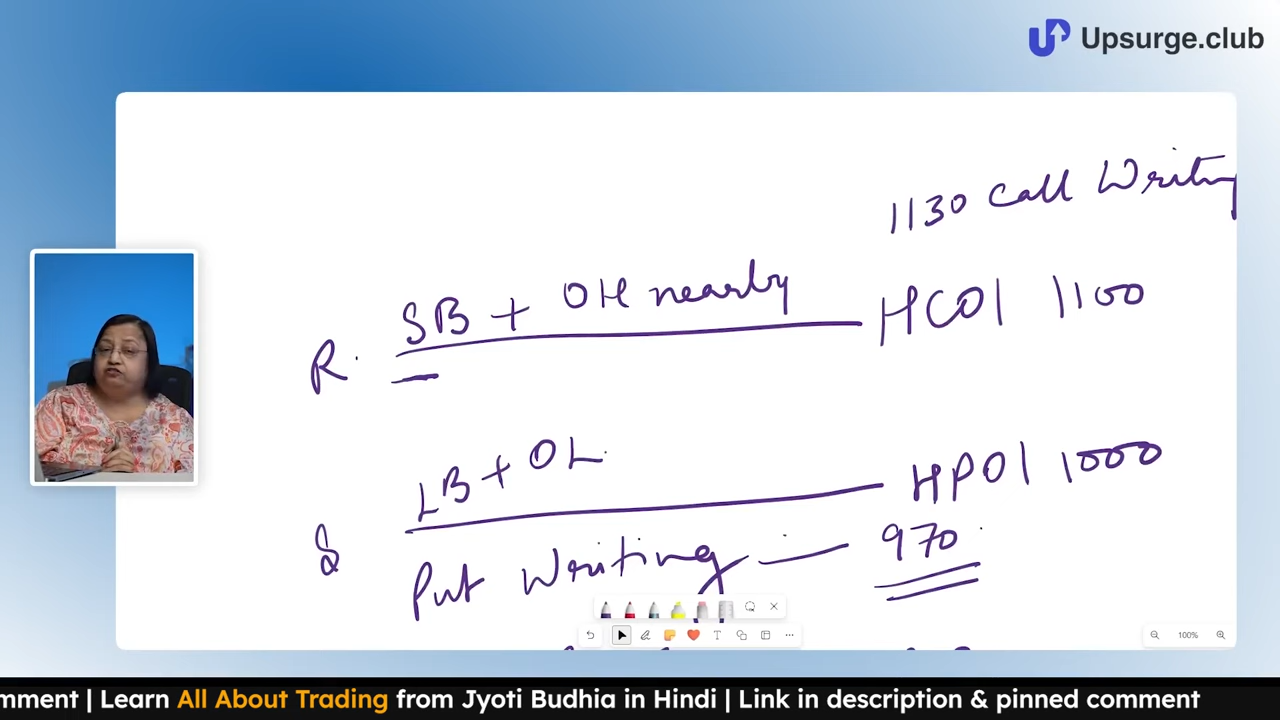 Upsurge.club
1130 Call Writing
SB + OH nearby HCOI 1100
R.
LB + OL HPOI 1000
S
Put Writing — 970
100%
mment | Learn All About Trading from Jyoti Budhia in Hindi | Link in description & pinned comment